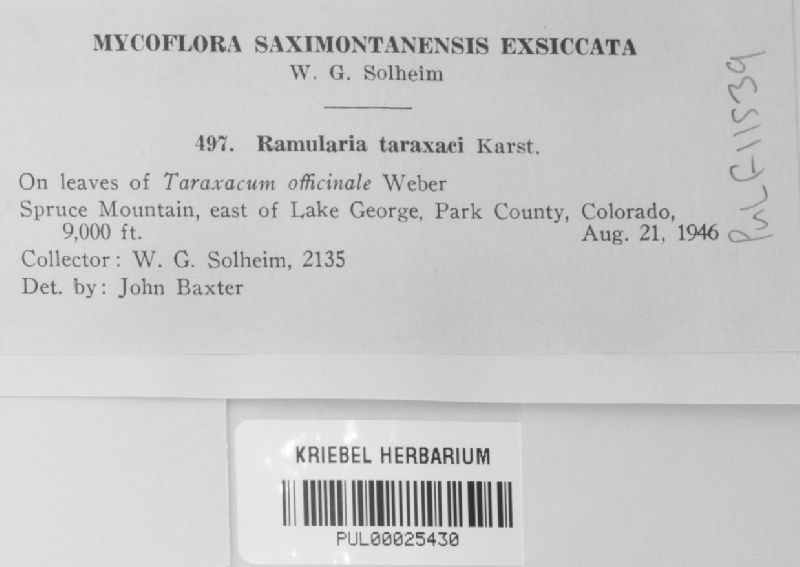 MYCOFLORA SAXIMONTANENSIS EXSICCATA
W. G. Solheim
497. Ramularia taraxaci Karst.
On leaves of Taraxacum officinale Weber
Spruce Mountain, east of Lake George, Park County, Colorado,
9,000 ft. Aug. 21, 1946
Collector: W. G. Solheim, 2135
Det. by: John Baxter
PUL F11539
KRIEBEL HERBARIUM
PUL00025430